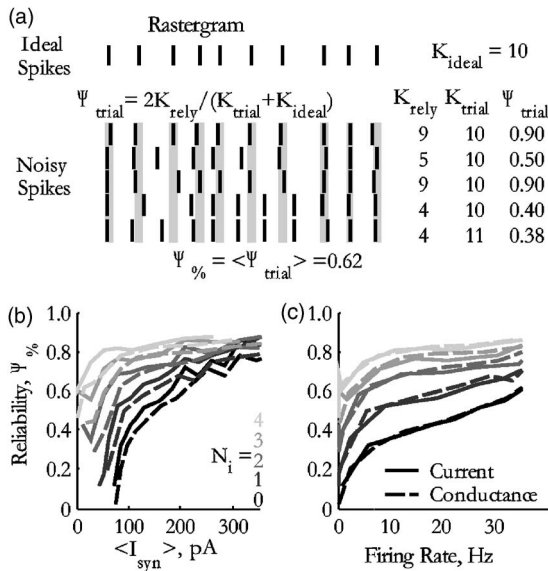 (a)
Rastergram
Ideal Spikes
K_ideal = 10
Ψ_trial = 2K_rely/(K_trial+K_ideal)
K_rely K_trial Ψ_trial
Noisy Spikes
9 10 0.90
5 10 0.50
9 10 0.90
4 10 0.40
4 11 0.38
Ψ_% = <Ψ_trial> =0.62
(b)
Reliability, Ψ_%
1.0
0.8
0.6
0.4
0.2
0
0 100 200 300
<I_syn>, pA
N_i =
4
3
2
1
0
(c)
1.0
0.8
0.6
0.4
0.2
0
0 10 20 30
Firing Rate, Hz
Current
Conductance